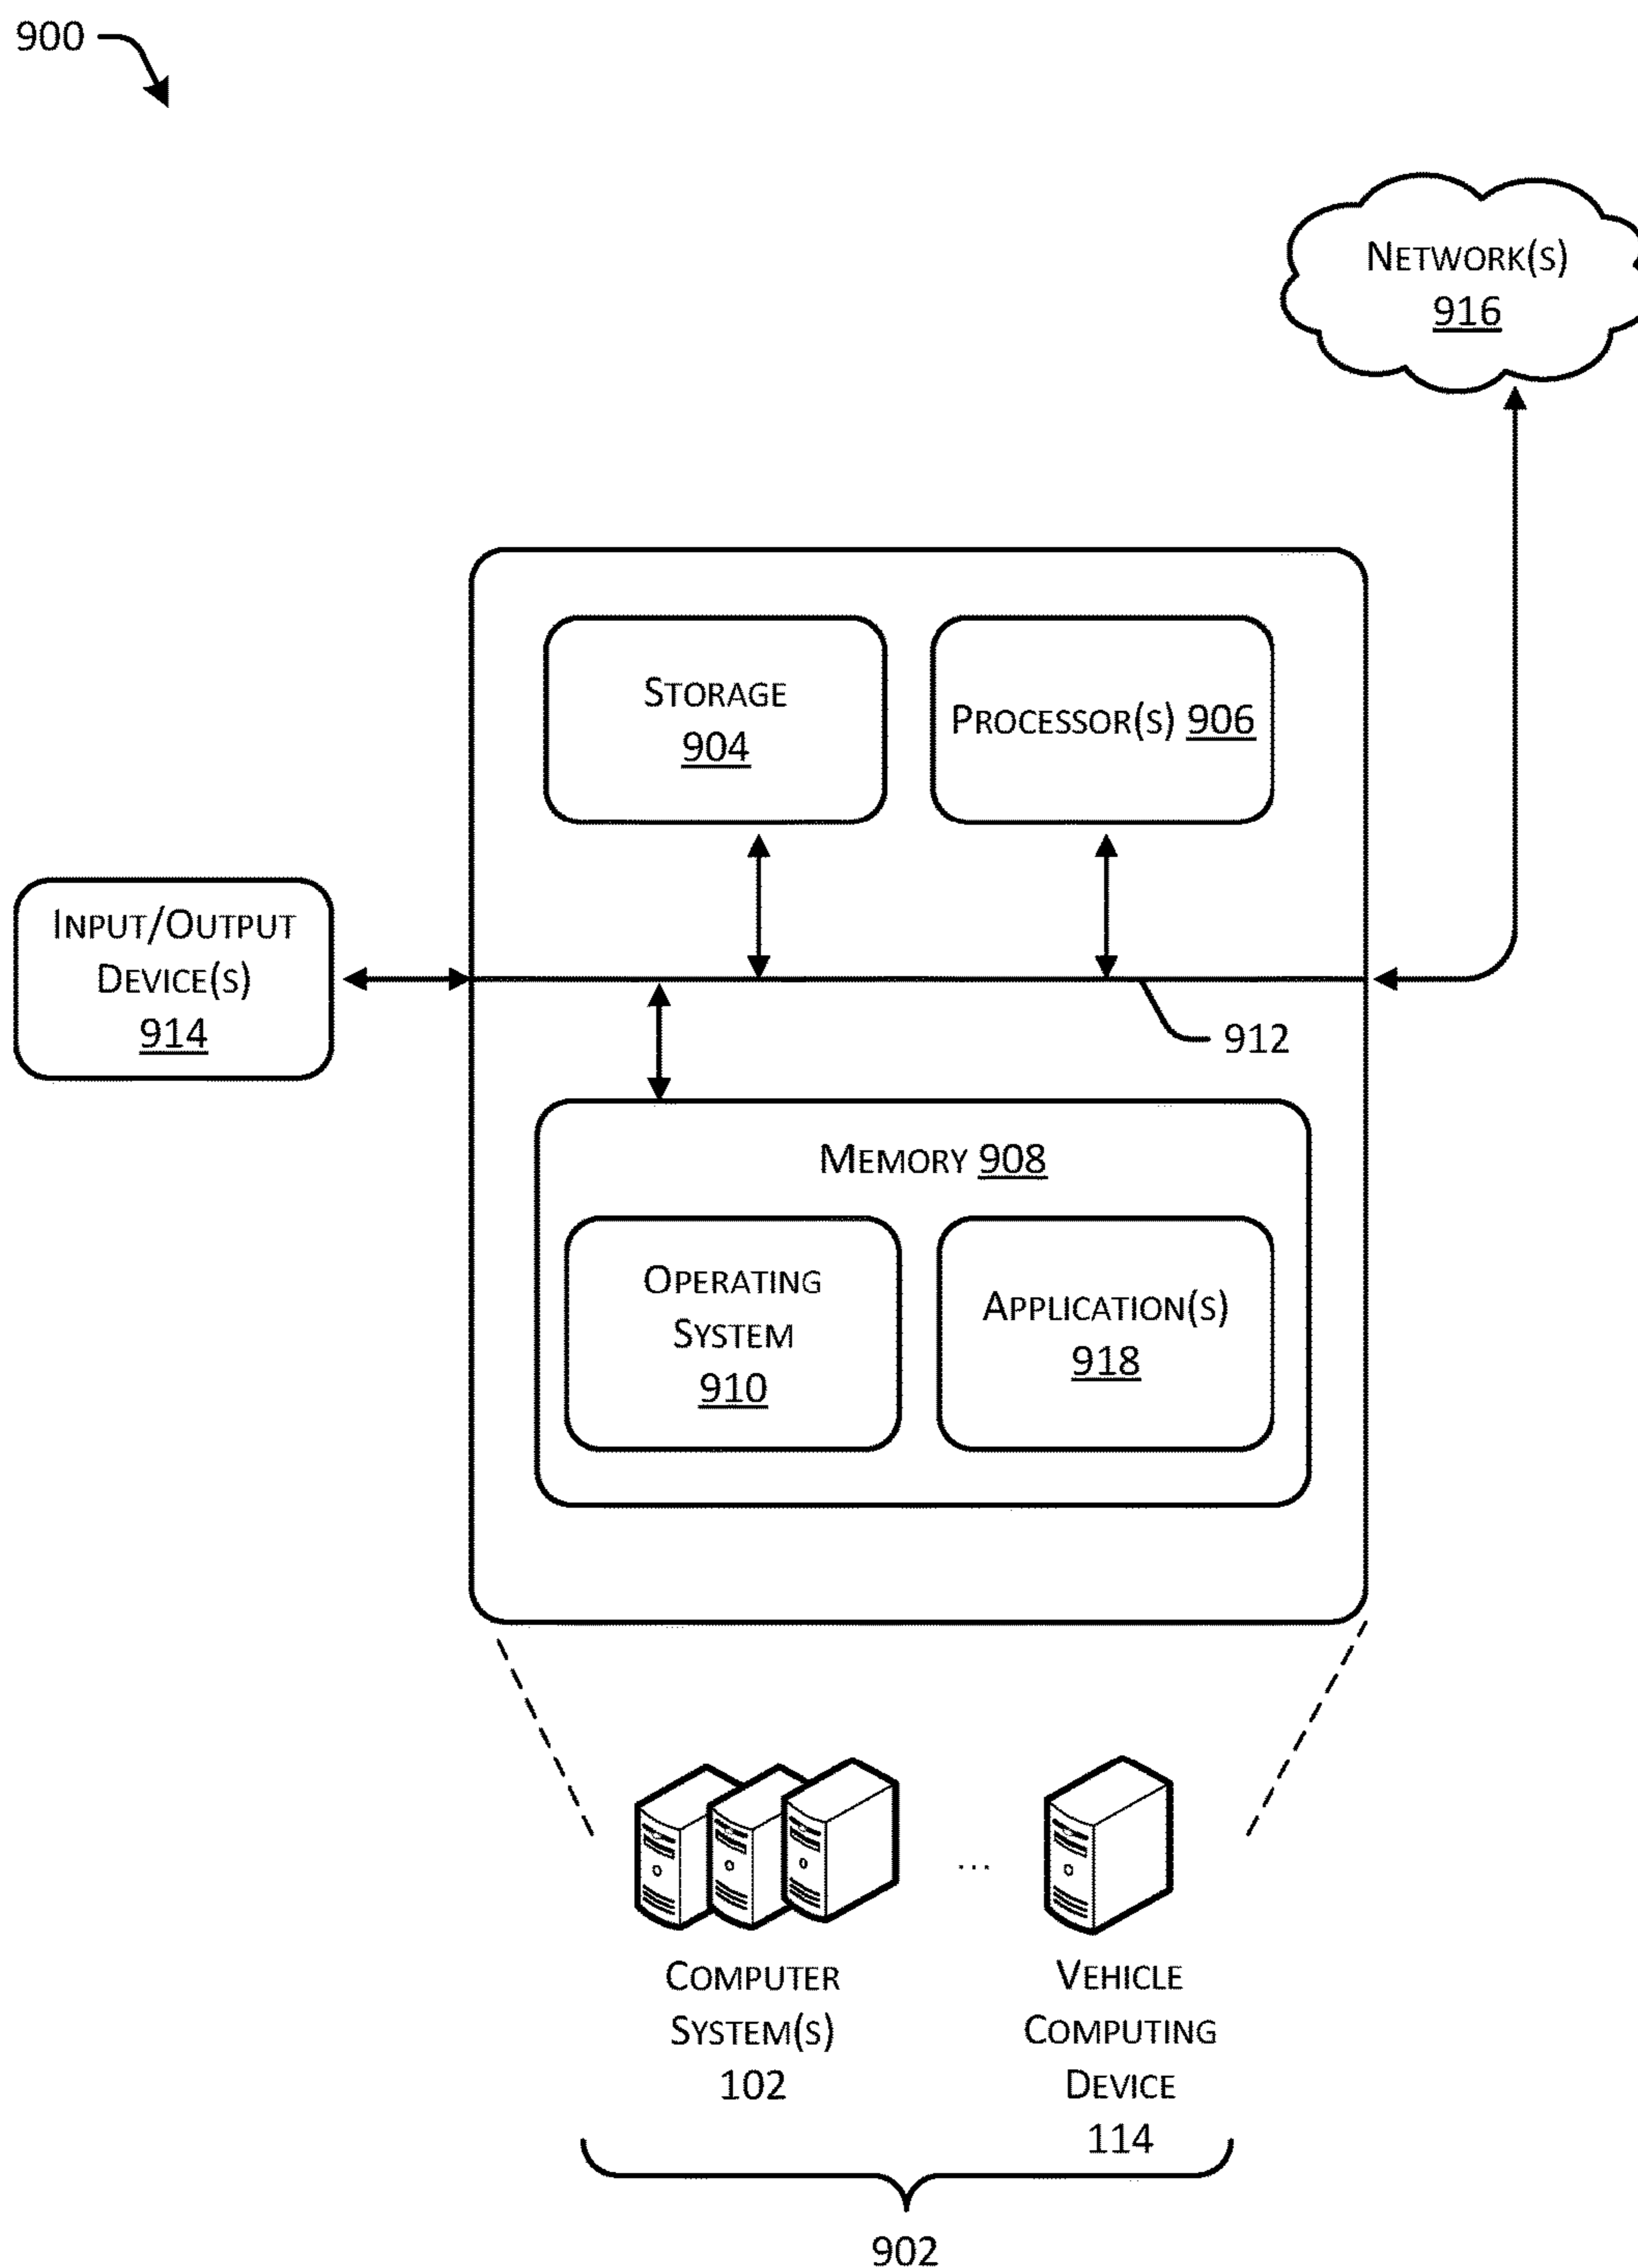 900
NETWORK(S)
916
STORAGE
904
PROCESSOR(S) 906
INPUT/OUTPUT
DEVICE(S)
914
912
MEMORY 908
OPERATING
SYSTEM
910
APPLICATION(S)
918
...
COMPUTER
SYSTEM(S)
102
VEHICLE
COMPUTING
DEVICE
114
902